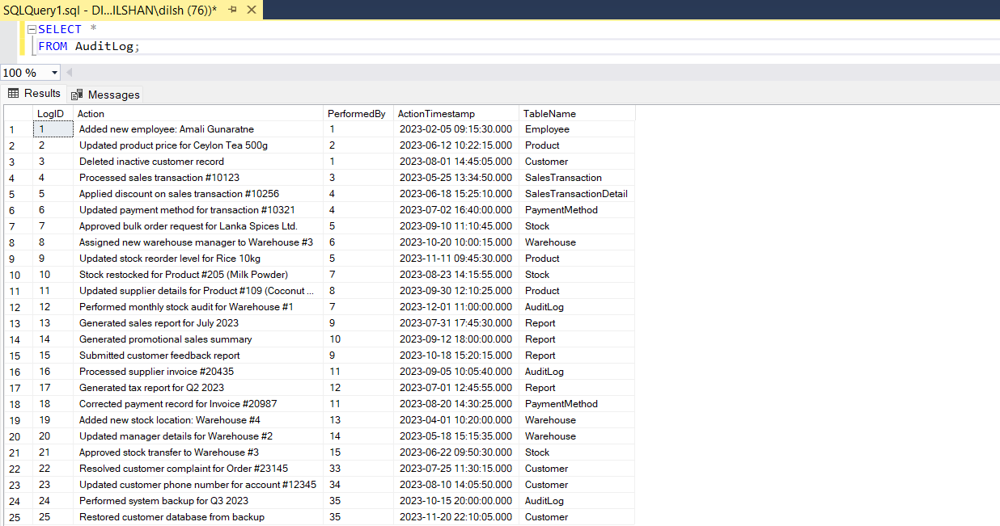 SQLQuery1.sql - DI...ILSHAN\dilsh (76))*
SELECT *
FROM AuditLog;
100 %
Results Messages
LogID Action PerformedBy ActionTimestamp TableName
1 1 Added new employee: Amali Gunaratne 1 2023-02-05 09:15:30.000 Employee
2 2 Updated product price for Ceylon Tea 500g 2 2023-06-12 10:22:15.000 Product
3 3 Deleted inactive customer record 1 2023-08-01 14:45:05.000 Customer
4 4 Processed sales transaction #10123 3 2023-05-25 13:34:50.000 SalesTransaction
5 5 Applied discount on sales transaction #10256 4 2023-06-18 15:25:10.000 SalesTransactionDetail
6 6 Updated payment method for transaction #10321 4 2023-07-02 16:40:00.000 PaymentMethod
7 7 Approved bulk order request for Lanka Spices Ltd. 5 2023-09-10 11:10:45.000 Stock
8 8 Assigned new warehouse manager to Warehouse #3 6 2023-10-20 10:00:15.000 Warehouse
9 9 Updated stock reorder level for Rice 10kg 5 2023-11-11 09:45:30.000 Product
10 10 Stock restocked for Product #205 (Milk Powder) 7 2023-08-23 14:15:55.000 Stock
11 11 Updated supplier details for Product #109 (Coconut ... 8 2023-09-30 12:10:25.000 Product
12 12 Performed monthly stock audit for Warehouse #1 7 2023-12-01 11:00:00.000 AuditLog
13 13 Generated sales report for July 2023 9 2023-07-31 17:45:30.000 Report
14 14 Generated promotional sales summary 10 2023-09-12 18:00:00.000 Report
15 15 Submitted customer feedback report 9 2023-10-18 15:20:15.000 Report
16 16 Processed supplier invoice #20435 11 2023-09-05 10:05:40.000 AuditLog
17 17 Generated tax report for Q2 2023 12 2023-07-01 12:45:55.000 Report
18 18 Corrected payment record for Invoice #20987 11 2023-08-20 14:30:25.000 PaymentMethod
19 19 Added new stock location: Warehouse #4 13 2023-04-01 10:20:00.000 Warehouse
20 20 Updated manager details for Warehouse #2 14 2023-05-18 15:15:35.000 Warehouse
21 21 Approved stock transfer to Warehouse #3 15 2023-06-22 09:50:30.000 Stock
22 22 Resolved customer complaint for Order #23145 33 2023-07-25 11:30:15.000 Customer
23 23 Updated customer phone number for account #12345 34 2023-08-10 14:05:50.000 Customer
24 24 Performed system backup for Q3 2023 35 2023-10-15 20:00:00.000 AuditLog
25 25 Restored customer database from backup 35 2023-11-20 22:10:05.000 Customer